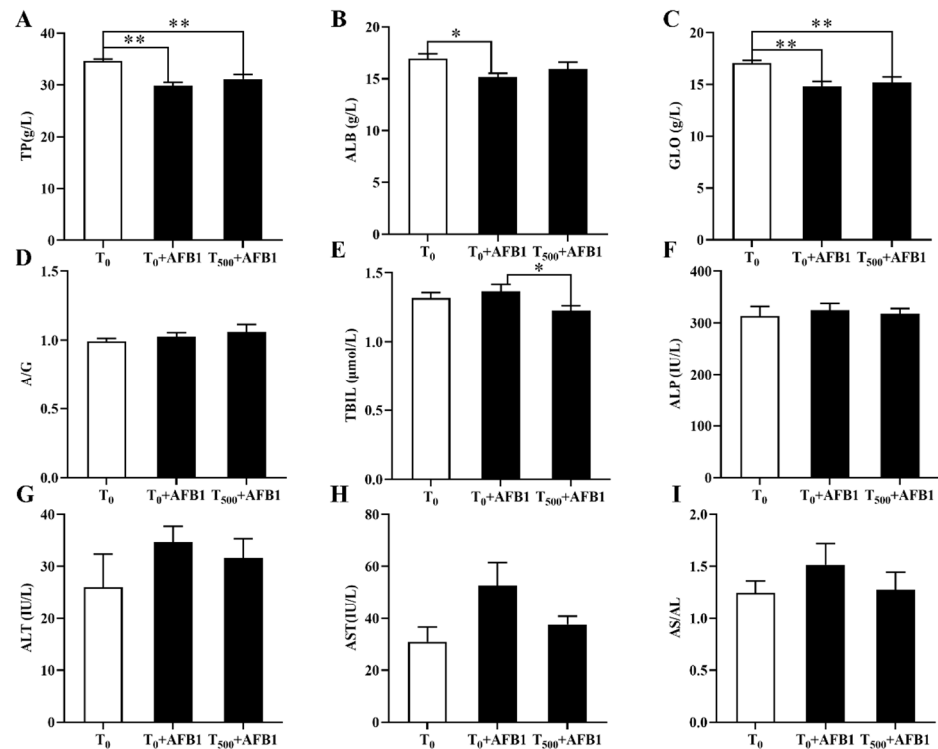 A
TP(g/L)
40
30
20
10
0
**
**
T0
T0+AFB1
T500+AFB1
B
ALB (g/L)
20
15
10
5
0
*
T0
T0+AFB1
T500+AFB1
C
GLO (g/L)
20
15
10
5
0
**
**
T0
T0+AFB1
T500+AFB1
D
A/G
1.5
1.0
0.5
0.0
T0
T0+AFB1
T500+AFB1
E
TBIL (μmol/L)
1.5
1.0
0.5
0.0
*
T0
T0+AFB1
T500+AFB1
F
ALP (IU/L)
400
300
200
100
0
T0
T0+AFB1
T500+AFB1
G
ALT (IU/L)
40
30
20
10
0
T0
T0+AFB1
T500+AFB1
H
AST(IU/L)
80
60
40
20
0
T0
T0+AFB1
T500+AFB1
I
AS/AL
2.0
1.5
1.0
0.5
0.0
T0
T0+AFB1
T500+AFB1